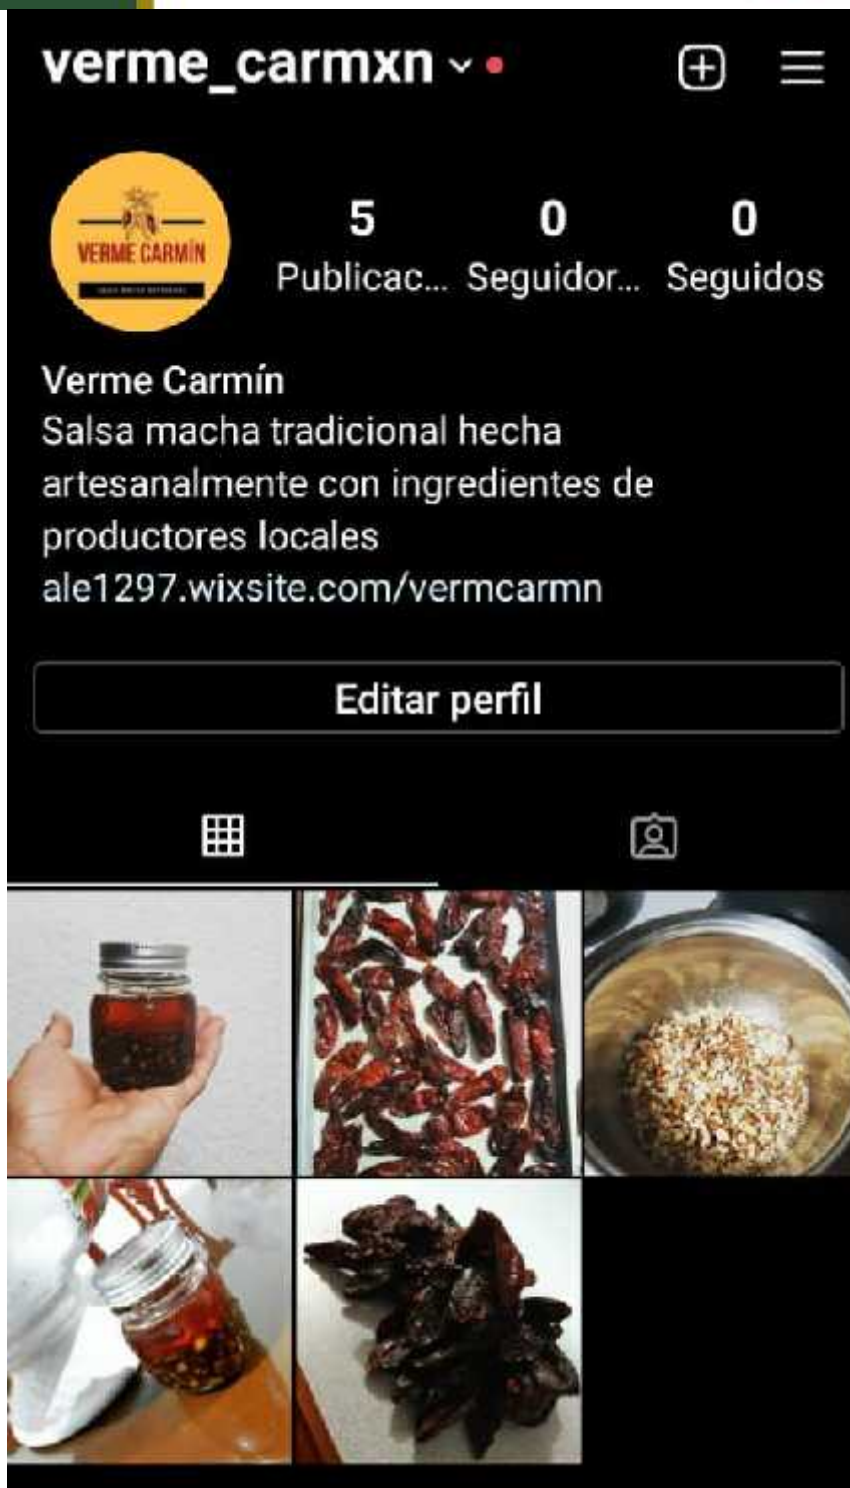 verme_carmxn
5 0 0
Publicac... Seguidor... Seguidos
VERME CARMÍN
Verme Carmín
Salsa macha tradicional hecha
artesanalmente con ingredientes de
productores locales
ale1297.wixsite.com/vermcarmn
Editar perfil